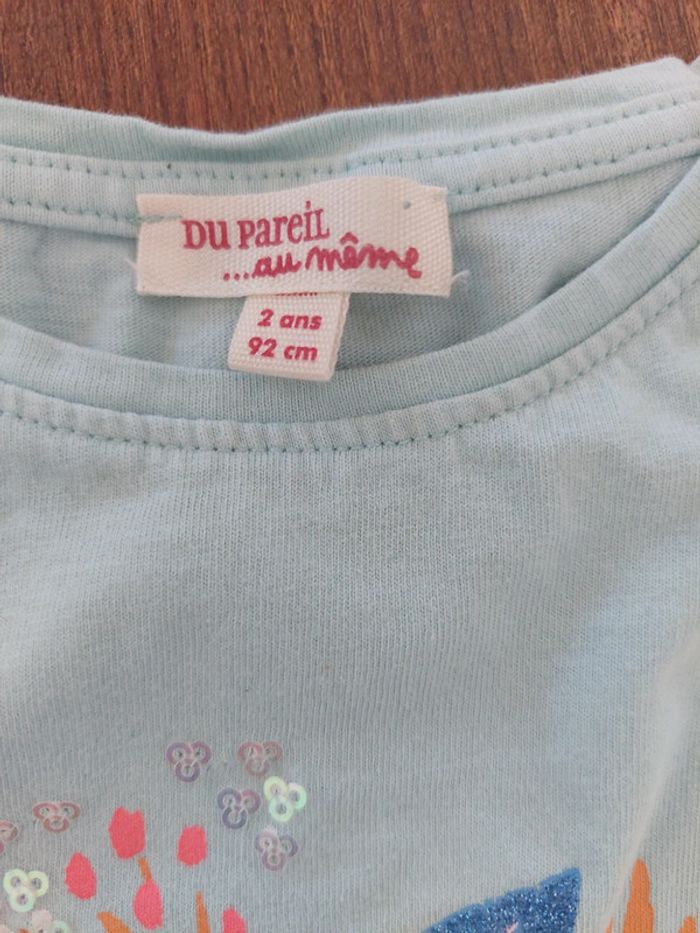 DU PAREIL
...au même
2 ans
92 cm